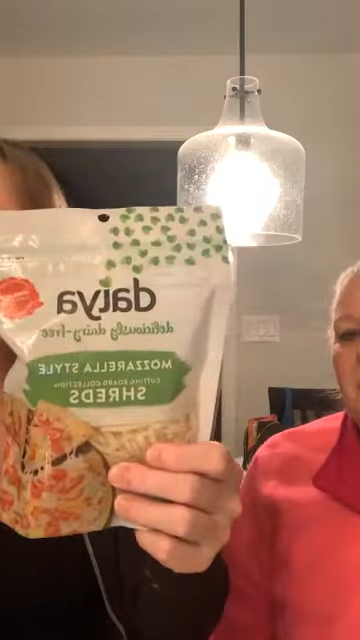 daiya
deliciously dairy-free
MOZZARELLA STYLE
CUTTING BOARD COLLECTION
SHREDS